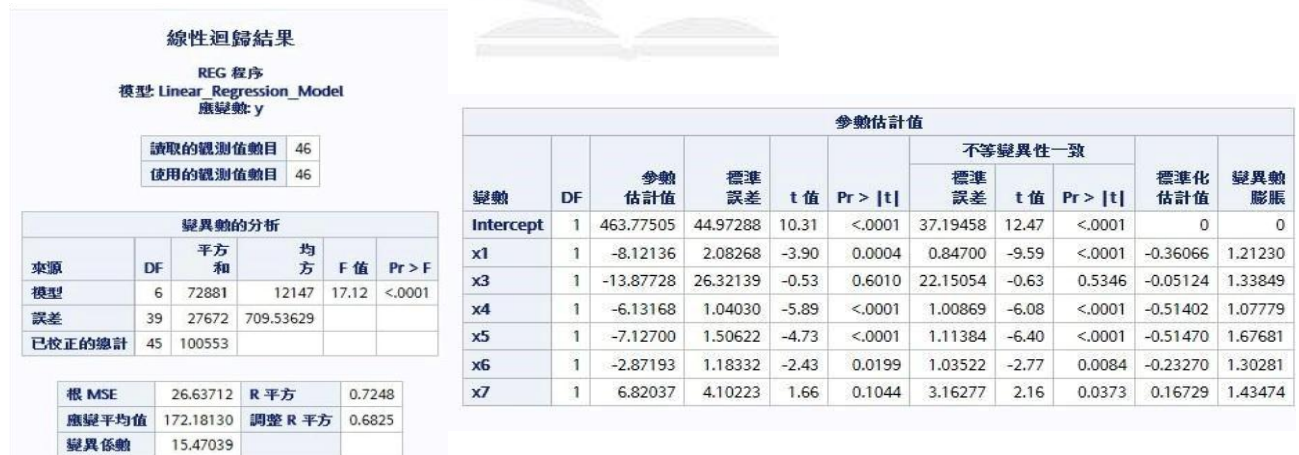 線性迴歸結果
REG 程序
模型: Linear_Regression_Model
應變數: y
讀取的觀測值數目 46
使用的觀測值數目 46
變異數的分析
來源 DF 平方和 均方 F 值 Pr > F
模型 6 72881 12147 17.12 <.0001
誤差 39 27672 709.53629
已校正的總計 45 100553
根 MSE 26.63712 R 平方 0.7248
應變平均值 172.18130 調整 R 平方 0.6825
變異係數 15.47039
參數估計值
不等變異性一致
變數 DF 參數估計值 標準誤差 t 值 Pr > |t| 標準誤差 t 值 Pr > |t| 標準化估計值 變異數膨脹
Intercept 1 463.77505 44.97288 10.31 <.0001 37.19458 12.47 <.0001 0 0
x1 1 -8.12136 2.08268 -3.90 0.0004 0.84700 -9.59 <.0001 -0.36066 1.21230
x3 1 -13.87728 26.32139 -0.53 0.6010 22.15054 -0.63 0.5346 -0.05124 1.33849
x4 1 -6.13168 1.04030 -5.89 <.0001 1.00869 -6.08 <.0001 -0.51402 1.07779
x5 1 -7.12700 1.50622 -4.73 <.0001 1.11384 -6.40 <.0001 -0.51470 1.67681
x6 1 -2.87193 1.18332 -2.43 0.0199 1.03522 -2.77 0.0084 -0.23270 1.30281
x7 1 6.82037 4.10223 1.66 0.1044 3.16277 2.16 0.0373 0.16729 1.43474